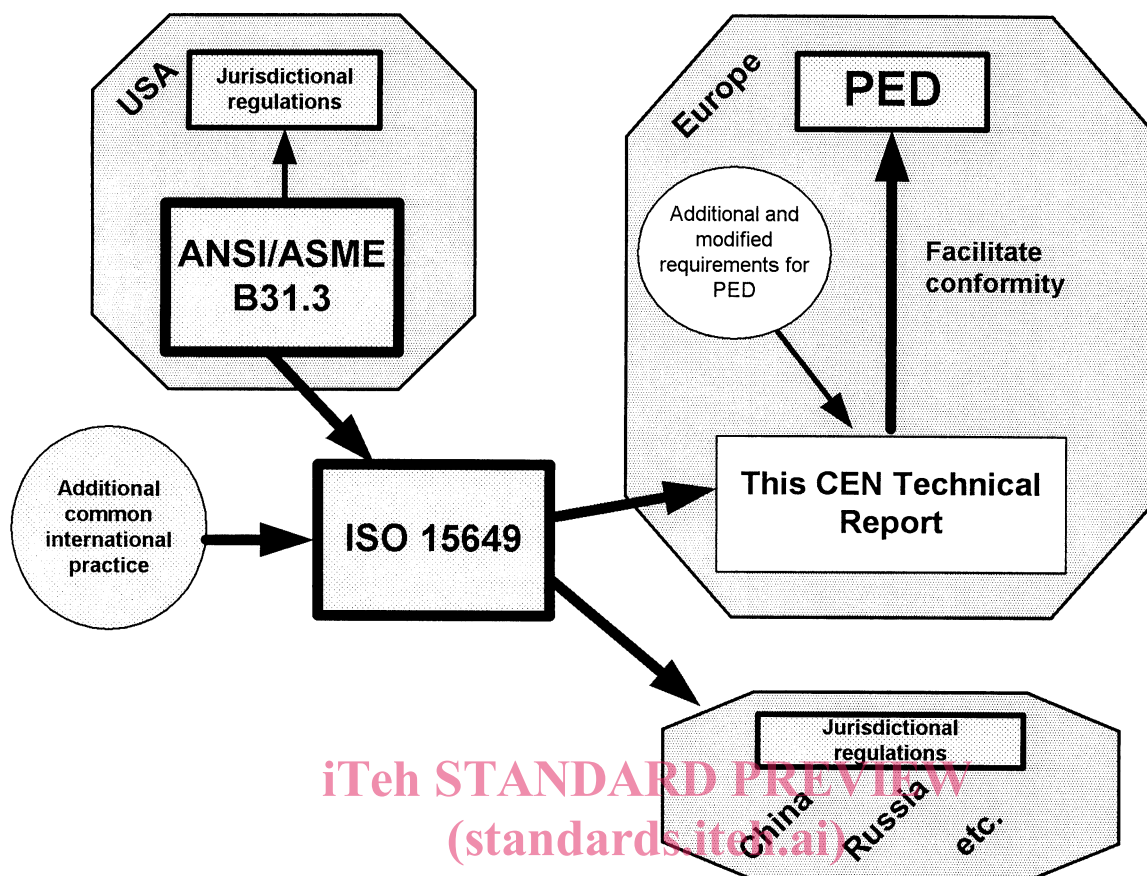 USA
Jurisdictional
regulations
ANSI/ASME
B31.3
Europe
PED
Additional and
modified
requirements for
PED
Facilitate
conformity
Additional
common
international
practice
ISO 15649
This CEN Technical
Report
Jurisdictional
regulations
iTeh STANDARD PREVIEW
(standards.iteh.ai)
China
Russia
etc.